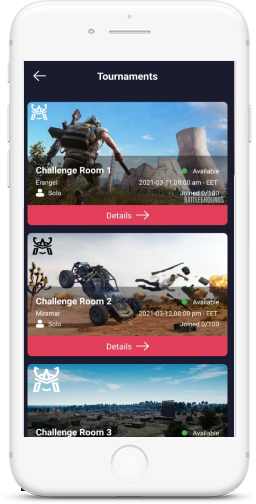 Tournaments
Challenge Room 1
Available
Erangel
2021-03-11,08:00 am - EET
Solo
Joined 0/100
BATTLEGROUNDS
Details
Challenge Room 2
Available
Miramar
2021-03-12,08:00 pm - EET
Solo
Joined 0/100
Details
Challenge Room 3
Available